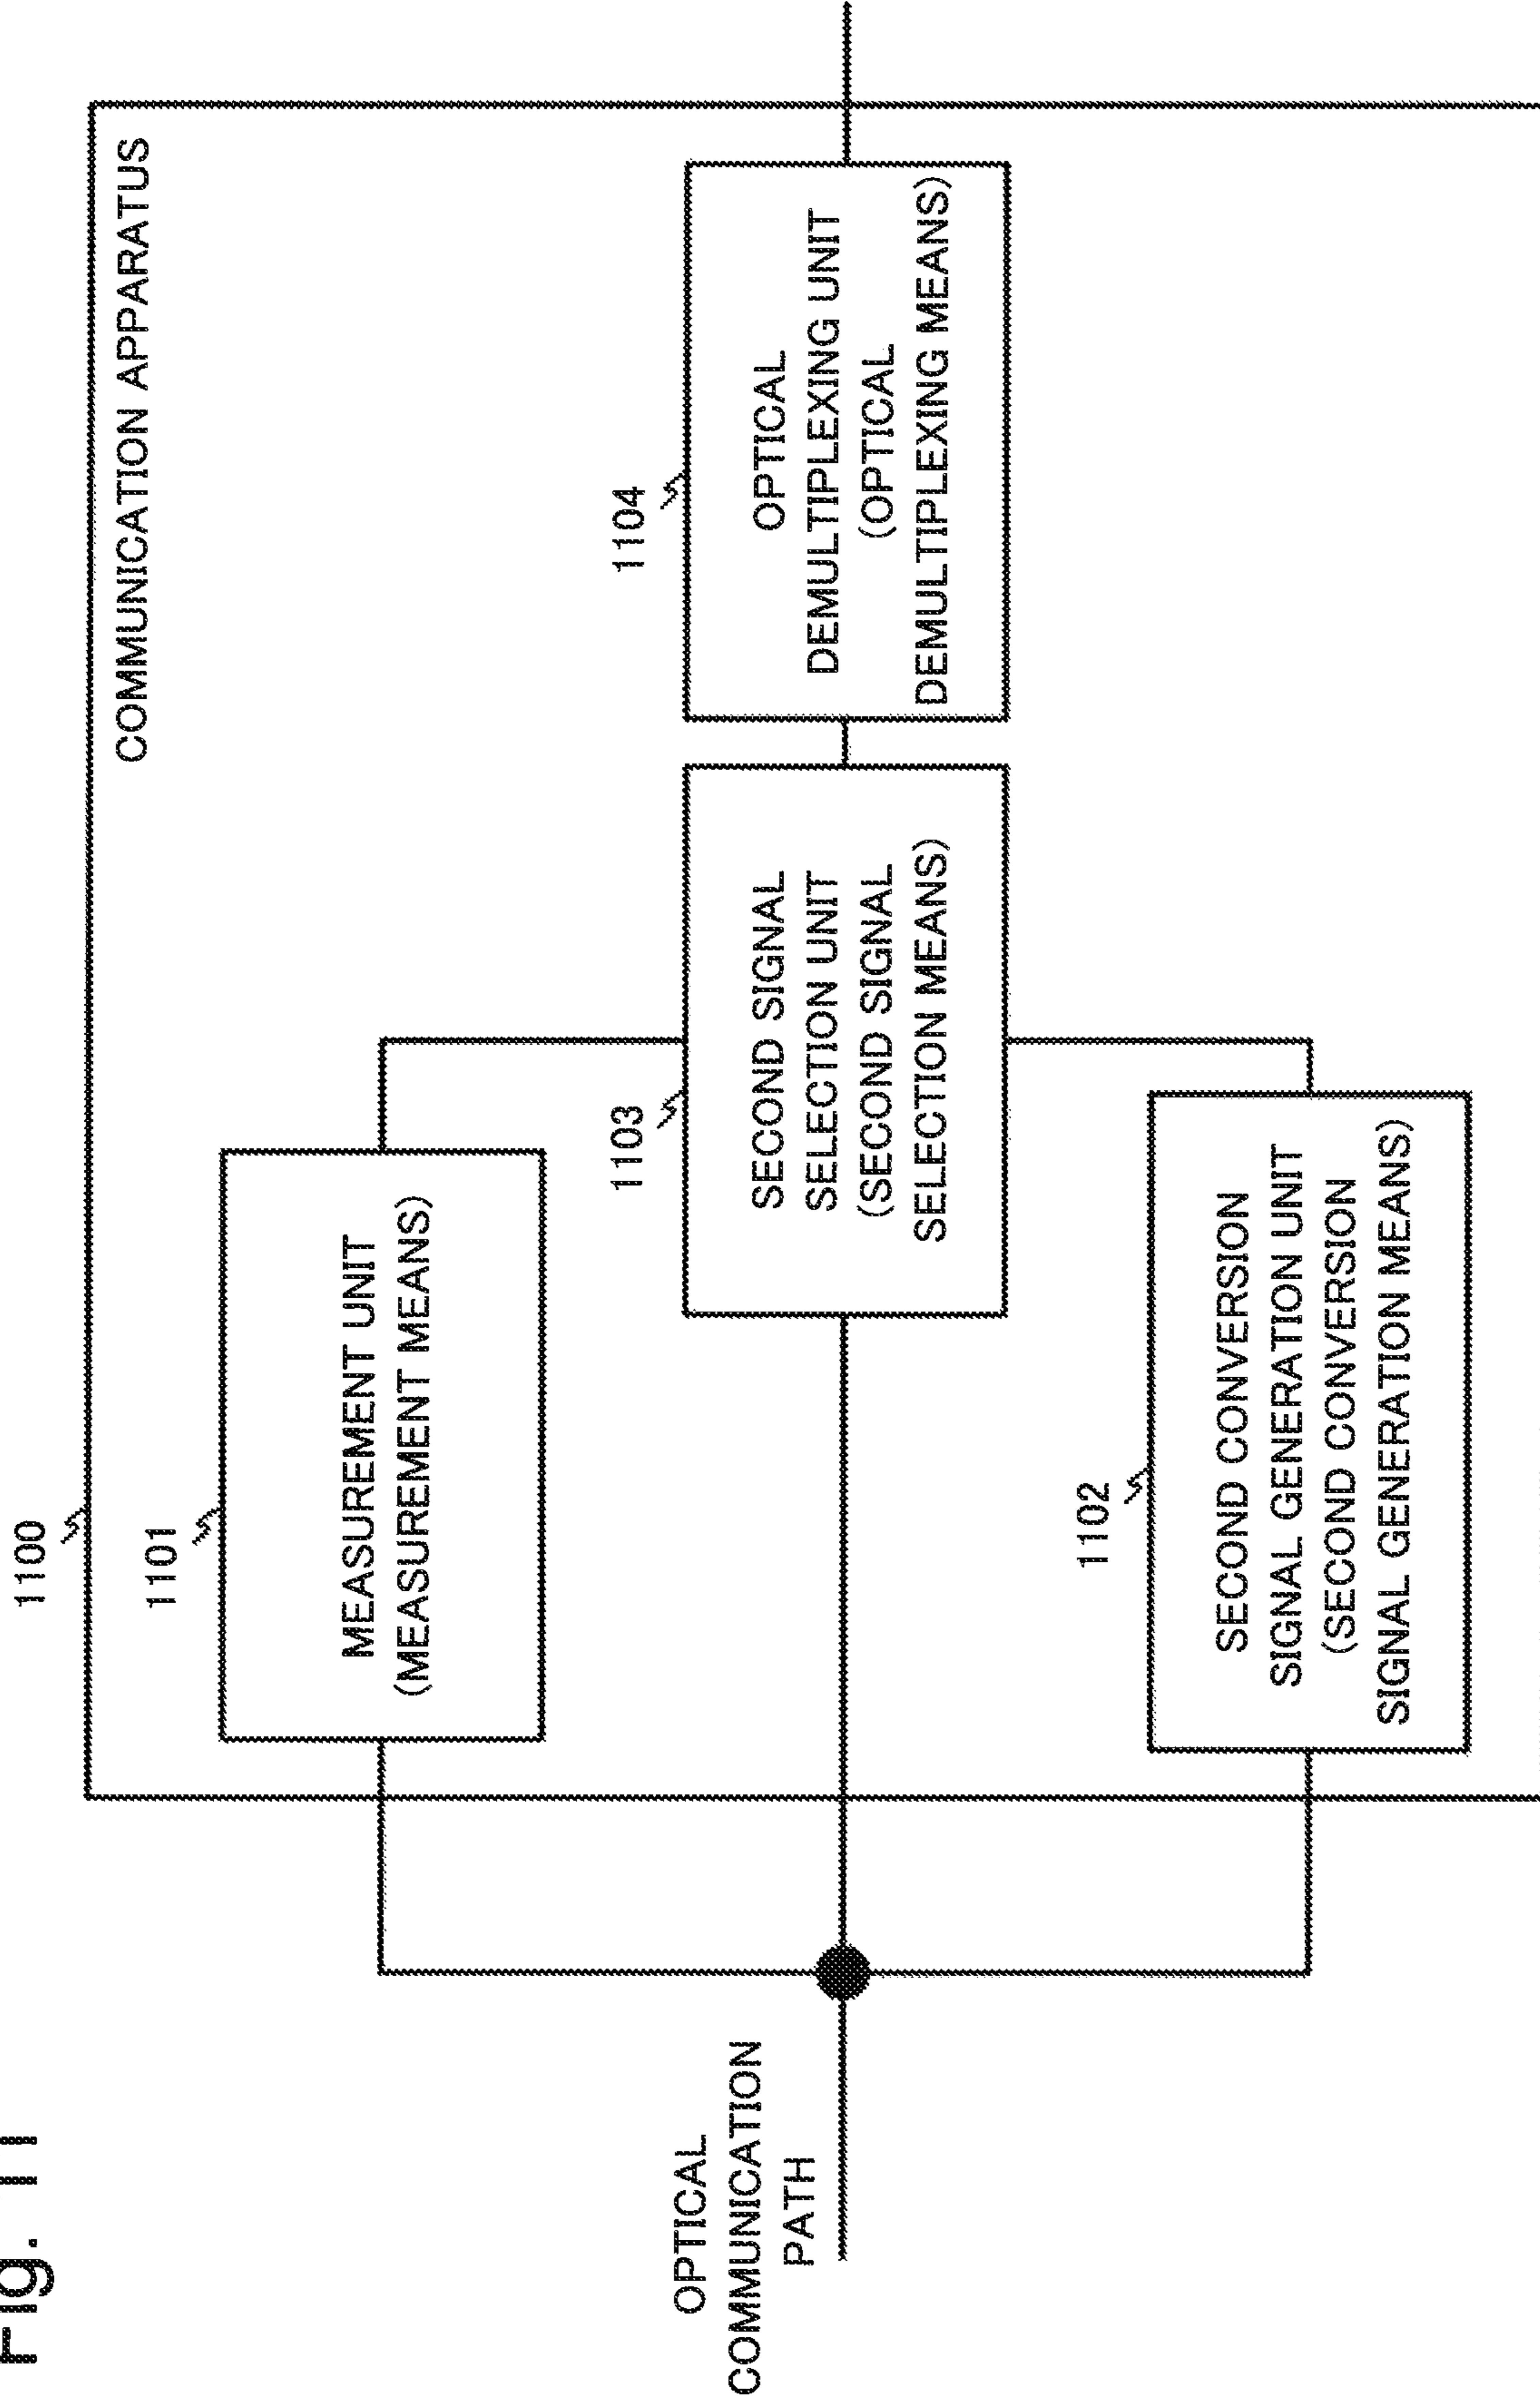 Fig. 11
1100
COMMUNICATION APPARATUS
1101
MEASUREMENT UNIT
(MEASUREMENT MEANS)
OPTICAL
COMMUNICATION
PATH
1103
SECOND SIGNAL
SELECTION UNIT
(SECOND SIGNAL
SELECTION MEANS)
1104
OPTICAL
DEMULTIPLEXING UNIT
(OPTICAL
DEMULTIPLEXING MEANS)
1102
SECOND CONVERSION
SIGNAL GENERATION UNIT
(SECOND CONVERSION
SIGNAL GENERATION MEANS)